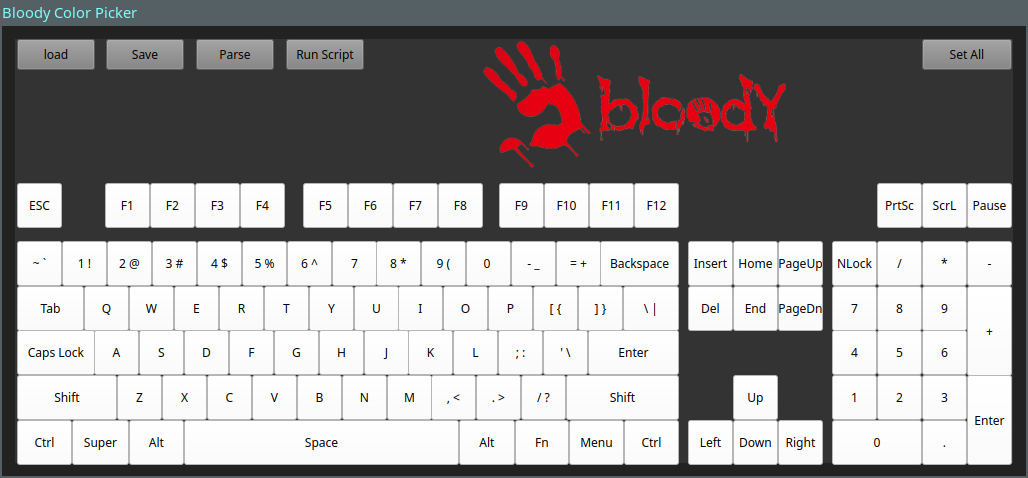 Bloody Color Picker
load Save Parse Run Script Set All
bloody
ESC F1 F2 F3 F4 F5 F6 F7 F8 F9 F10 F11 F12 PrtSc ScrL Pause
~ ` 1 ! 2 @ 3 # 4 $ 5 % 6 ^ 7 8 * 9 ( 0 - _ = + Backspace Insert Home PageUp NLock / * -
Tab Q W E R T Y U I O P [ { ] } \ | Del End PageDn 7 8 9
+
Caps Lock A S D F G H J K L ; : ' \ Enter 4 5 6
Shift Z X C V B N M , < . > / ? Shift Up 1 2 3
Enter
Ctrl Super Alt Space Alt Fn Menu Ctrl Left Down Right 0 .